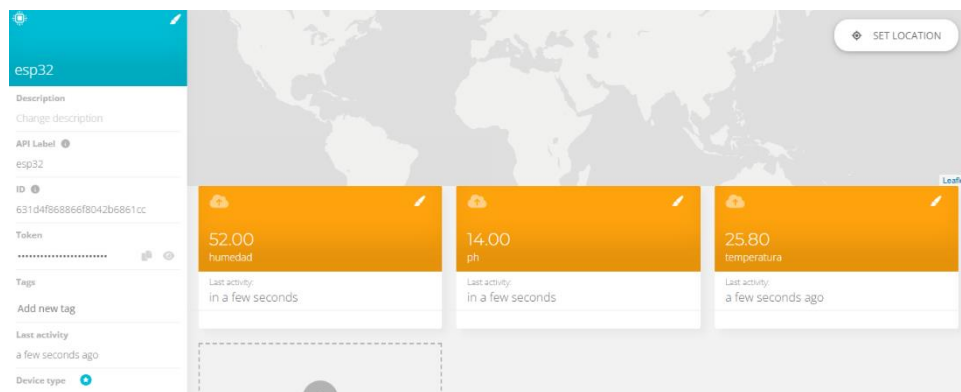 esp32
Description
Change description
API Label
esp32
ID
631d4f868866f8042b6861cc
Token
Tags
Add new tag
Last activity
a few seconds ago
Device type
SET LOCATION
Leafl
52.00
humedad
Last activity:
in a few seconds
14.00
ph
Last activity:
in a few seconds
25.80
temperatura
Last activity:
a few seconds ago